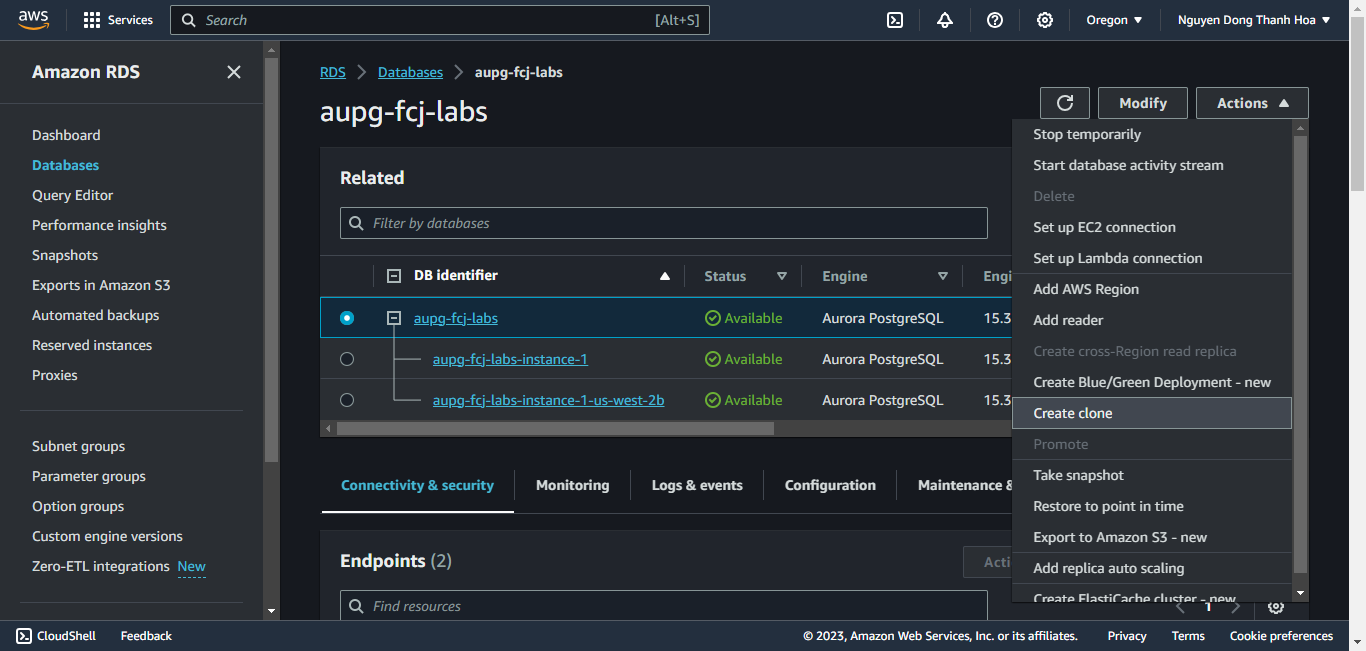 aws
Services
Search
[Alt+S]
Oregon
Nguyen Dong Thanh Hoa
Amazon RDS
Dashboard
Databases
Query Editor
Performance insights
Snapshots
Exports in Amazon S3
Automated backups
Reserved instances
Proxies
Subnet groups
Parameter groups
Option groups
Custom engine versions
Zero-ETL integrations New
RDS
Databases
aupg-fcj-labs
aupg-fcj-labs
Modify
Actions
Related
Filter by databases
DB identifier
Status
Engine
Engi
aupg-fcj-labs
Available
Aurora PostgreSQL
15.3
aupg-fcj-labs-instance-1
Available
Aurora PostgreSQL
15.3
aupg-fcj-labs-instance-1-us-west-2b
Available
Aurora PostgreSQL
15.3
Connectivity & security
Monitoring
Logs & events
Configuration
Maintenance &
Endpoints (2)
Acti
Find resources
1
Stop temporarily
Start database activity stream
Delete
Set up EC2 connection
Set up Lambda connection
Add AWS Region
Add reader
Create cross-Region read replica
Create Blue/Green Deployment - new
Create clone
Promote
Take snapshot
Restore to point in time
Export to Amazon S3 - new
Add replica auto scaling
Create ElastiCache cluster - new
CloudShell
Feedback
© 2023, Amazon Web Services, Inc. or its affiliates.
Privacy
Terms
Cookie preferences